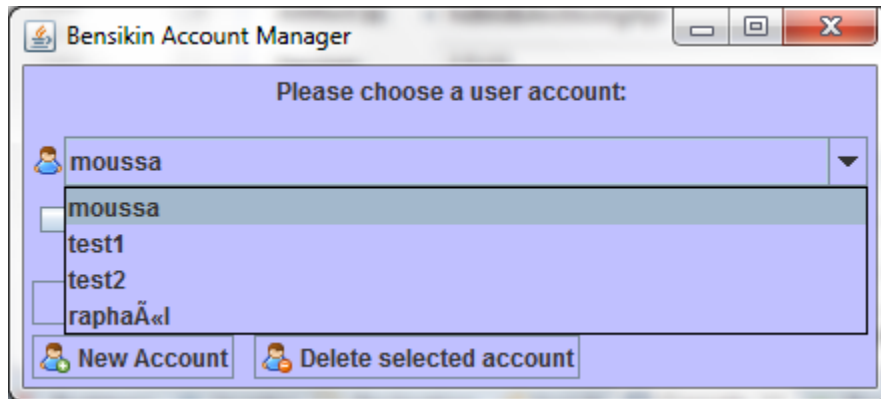 Bensikin Account Manager
Please choose a user account:
moussa
moussa
test1
test2
raphaÃ«l
New Account Delete selected account